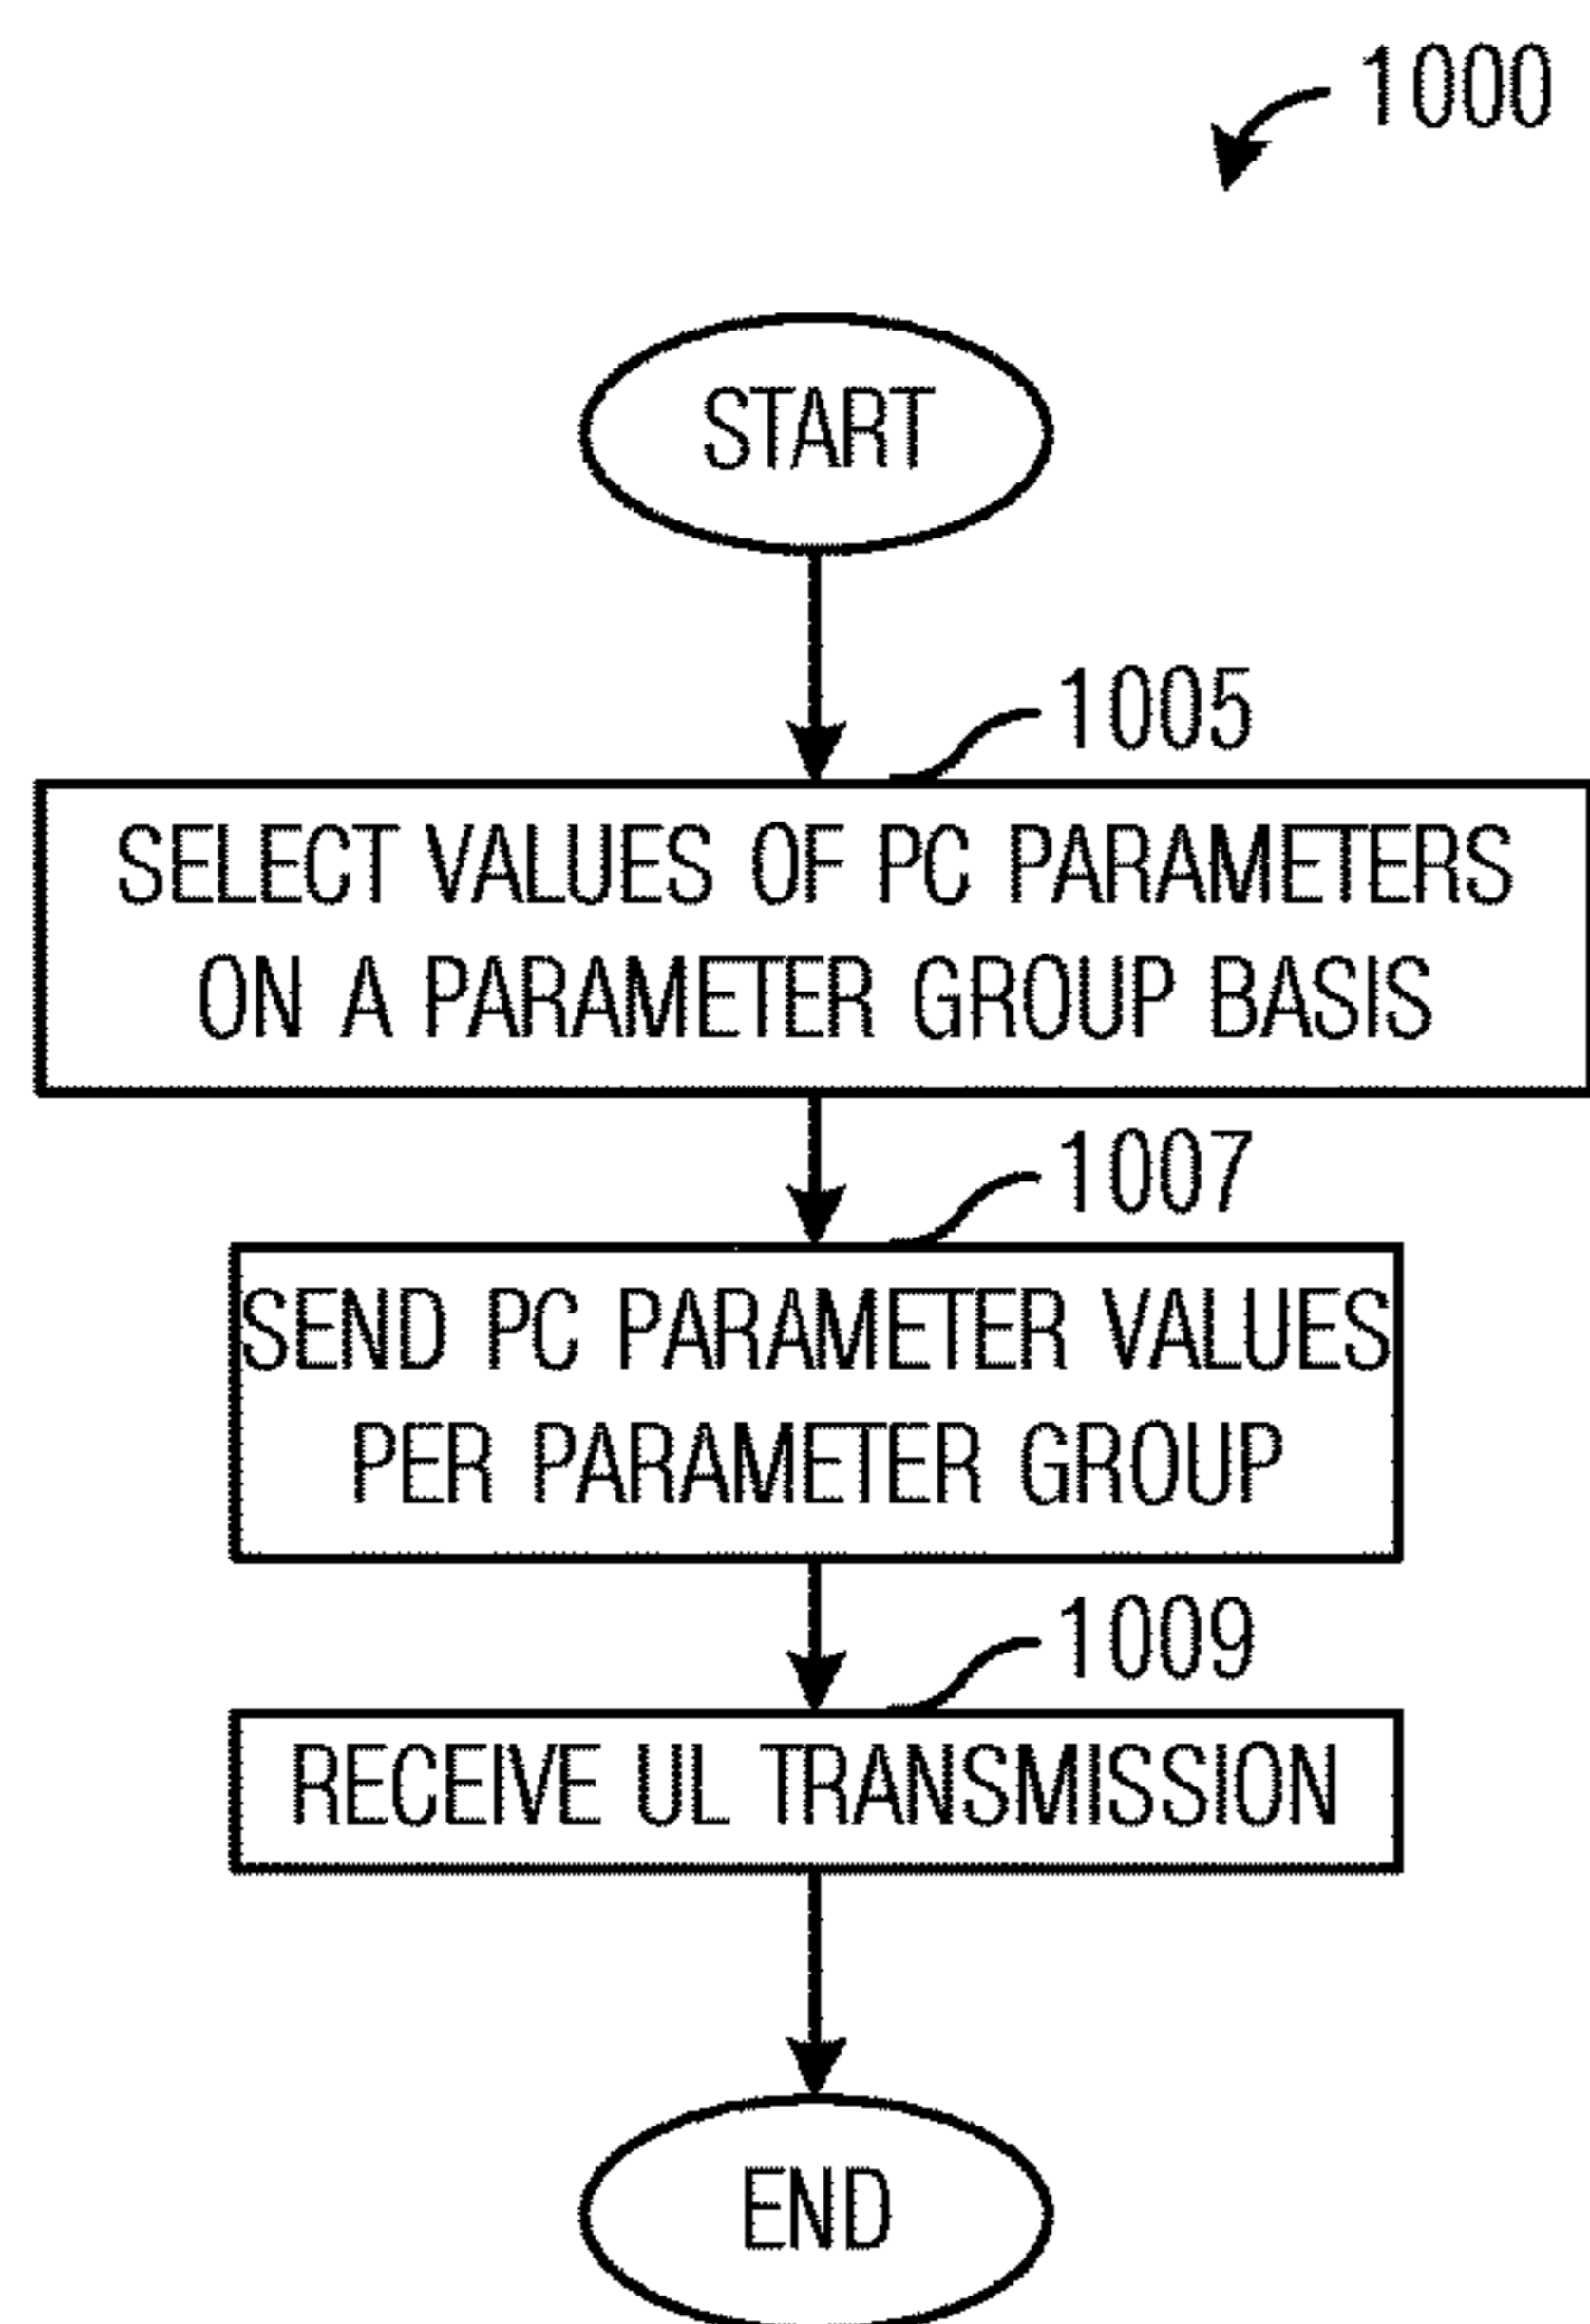 1000
START
1005
SELECT VALUES OF PC PARAMETERS
ON A PARAMETER GROUP BASIS
1007
SEND PC PARAMETER VALUES
PER PARAMETER GROUP
1009
RECEIVE UL TRANSMISSION
END